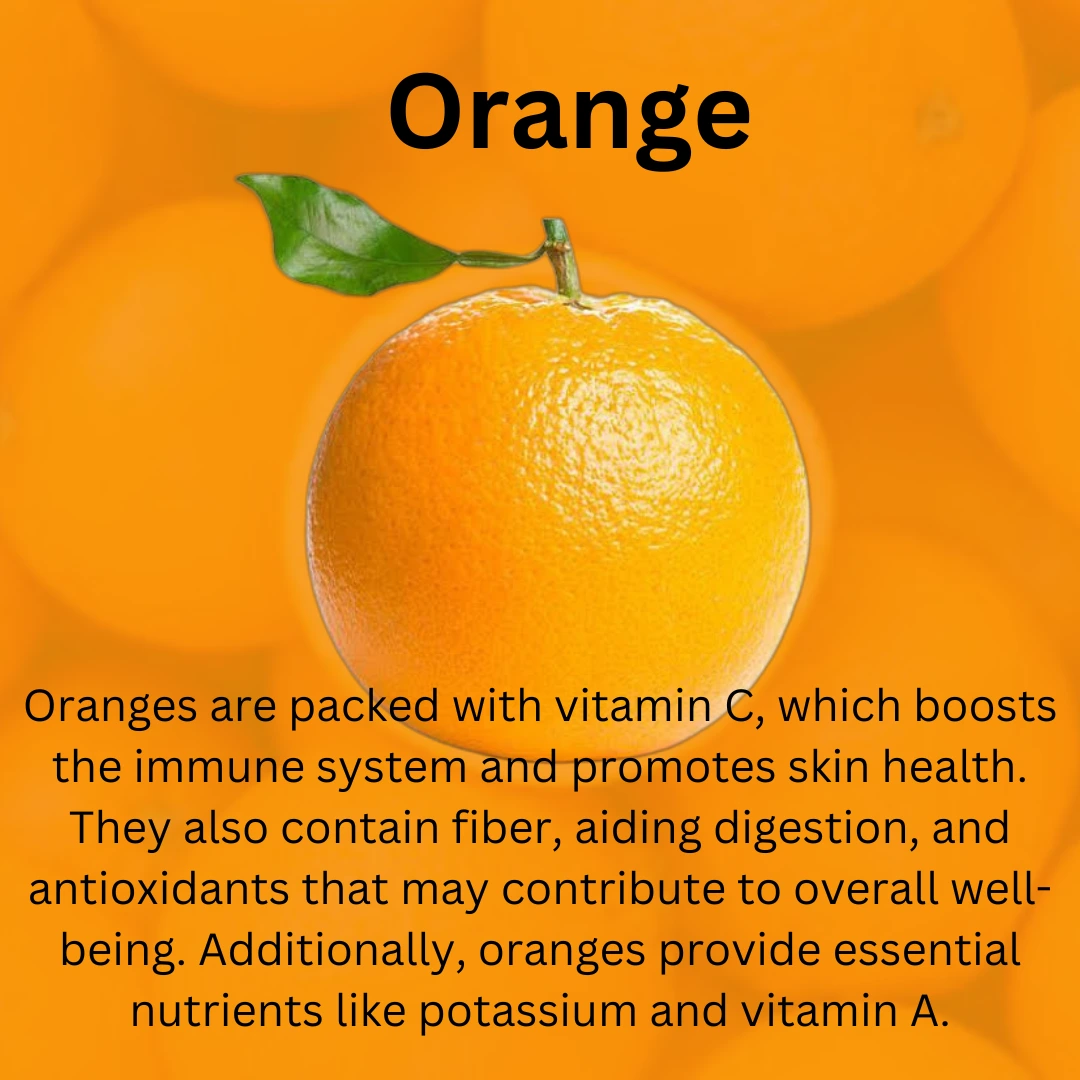 Orange
Oranges are packed with vitamin C, which boosts
the immune system and promotes skin health.
They also contain fiber, aiding digestion, and
antioxidants that may contribute to overall well-
being. Additionally, oranges provide essential
nutrients like potassium and vitamin A.